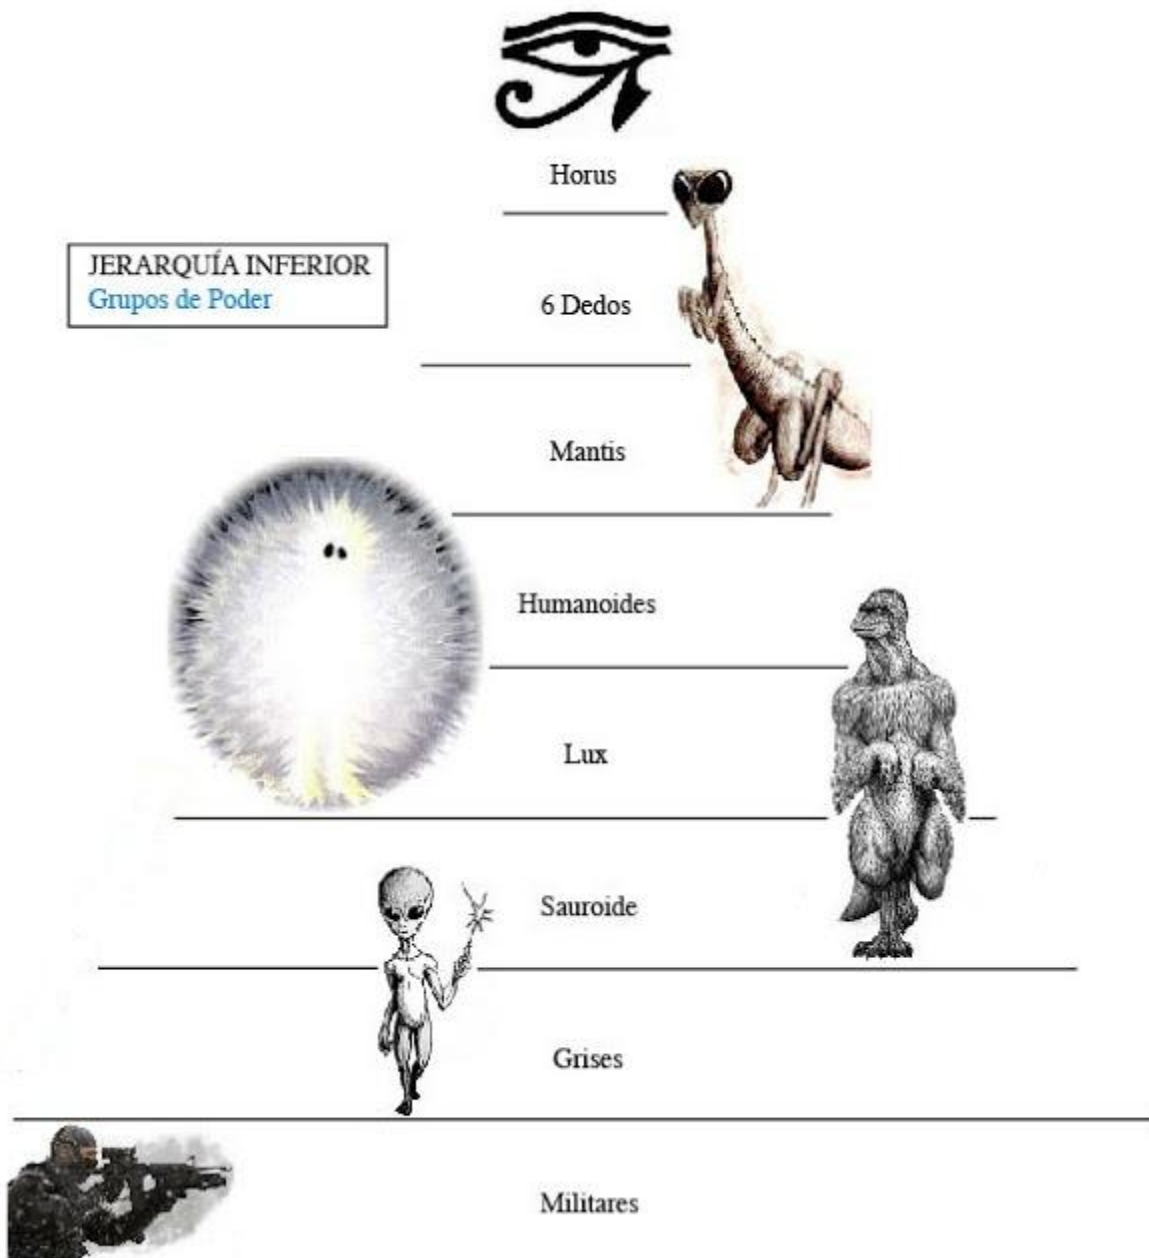 Horus
JERARQUÍA INFERIOR
Grupos de Poder
6 Dedos
Mantis
Humanoides
Lux
Sauroide
Grises
Militares